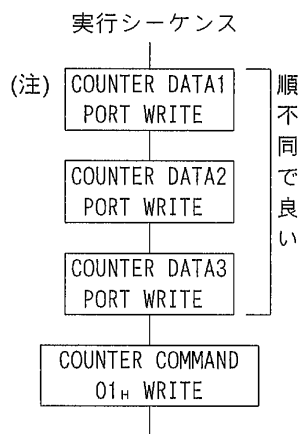 実行シーケンス
(注)
COUNTER DATA1
PORT WRITE
COUNTER DATA2
PORT WRITE
COUNTER DATA3
PORT WRITE
順不同で良い
COUNTER COMMAND
01H WRITE